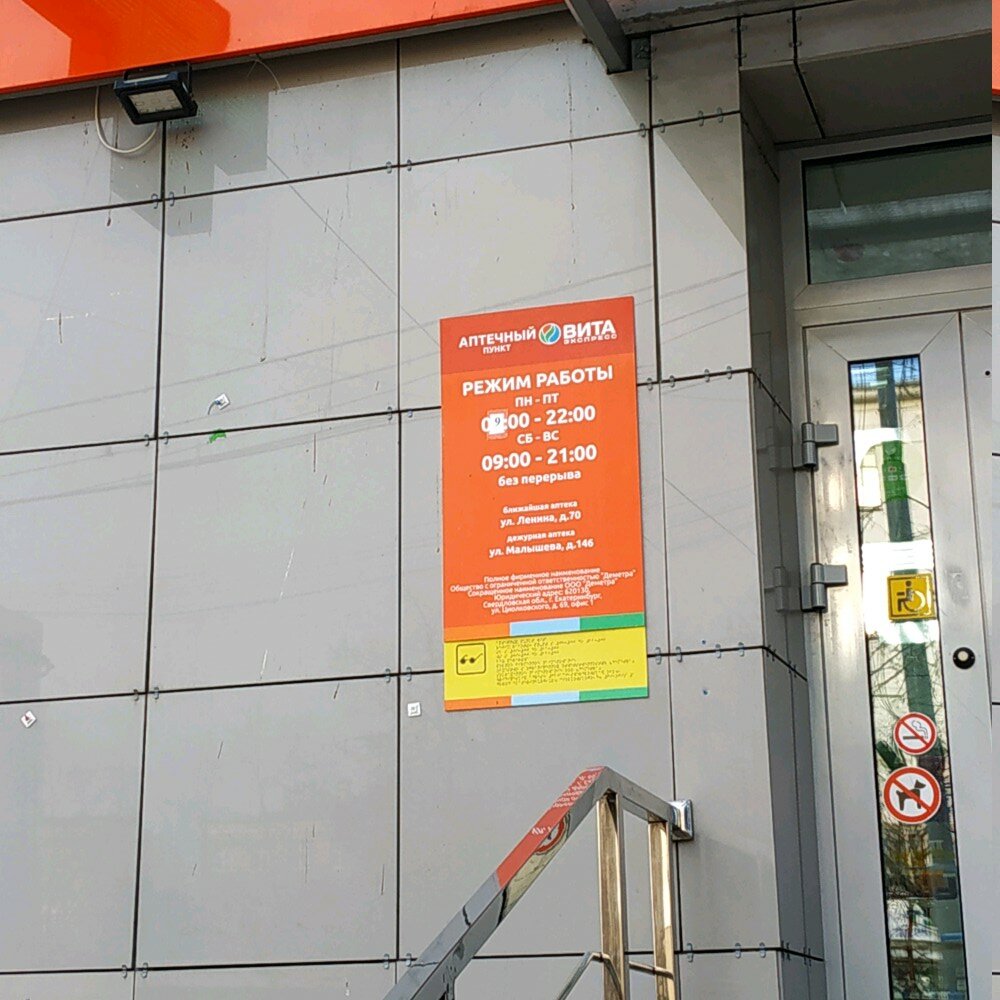 АПТЕЧНЫЙ ПУНКТ
ВИТА ЭКСПРЕСС
РЕЖИМ РАБОТЫ
ПН - ПТ
09:00 - 22:00
СБ - ВС
09:00 - 21:00
без перерыва
ближайшая аптека
ул. Ленина, д.70
дежурная аптека
ул. Малышева, д.146
Полное фирменное наименование
Общество с ограниченной ответственностью "Деметра"
Сокращенное наименование ООО "Деметра"
Юридический адрес: 620130,
Свердловская обл., г. Екатеринбург,
ул. Циолковского, д. 69, офис 1